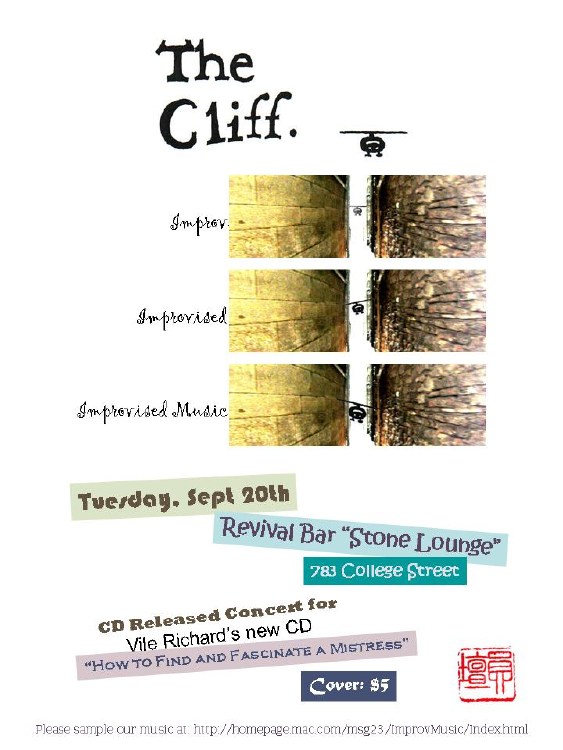 The
Cliff.
Improv.
Improvised
Improvised Music
Tuesday, Sept 20th
Revival Bar "Stone Lounge"
783 College Street
CD Released Concert for
Vile Richard's new CD
"How to Find and Fascinate a Mistress"
Cover: $5
Please sample our music at: http://homepage.mac.com/msg23/ImprovMusic/Index.html